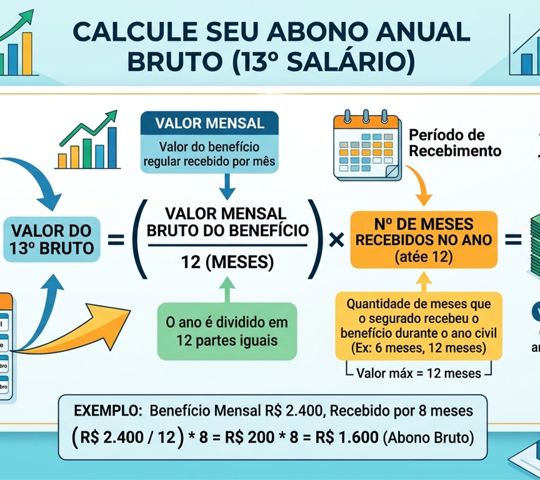 CALCULE SEU ABONO ANUAL
BRUTO (13º SALÁRIO)
VALOR MENSAL
Valor do benefício
regular recebido por mês
Período de
Recebimento
VALOR DO
13º BRUTO
=
(
VALOR MENSAL
BRUTO DO BENEFÍCIO
12 (MESES)
)
×
Nº DE MESES
RECEBIDOS NO ANO
(atée 12)
=
O ano é dividido em
12 partes iguais
Quantidade de meses que
o segurado recebeu o
benefício durante o ano civil
(Ex: 6 meses, 12 meses)
Valor máx = 12 meses
EXEMPLO: Benefício Mensal R$ 2.400, Recebido por 8 meses
(R$ 2.400 / 12) * 8 = R$ 200 * 8 = R$ 1.600 (Abono Bruto)